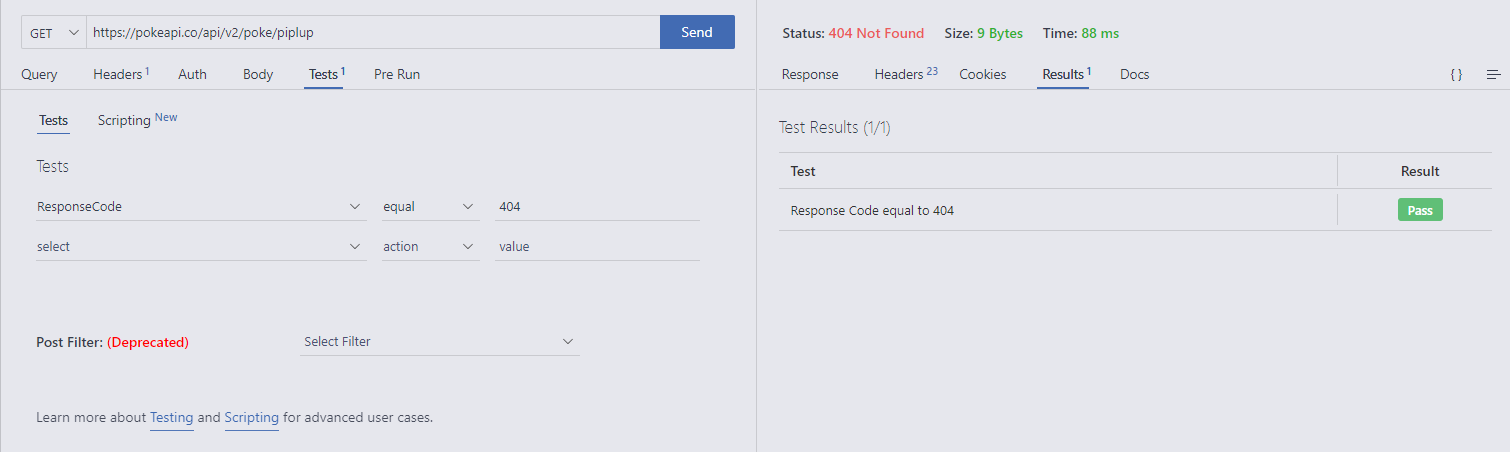 GET https://pokeapi.co/api/v2/poke/piplup Send
Query Headers 1 Auth Body Tests 1 Pre Run
Tests Scripting New
Tests
ResponseCode equal 404
select action value
Post Filter: (Deprecated) Select Filter
Learn more about Testing and Scripting for advanced user cases.
Status: 404 Not Found Size: 9 Bytes Time: 88 ms
Response Headers 23 Cookies Results 1 Docs {}
Test Results (1/1)
Test Result
Response Code equal to 404 Pass